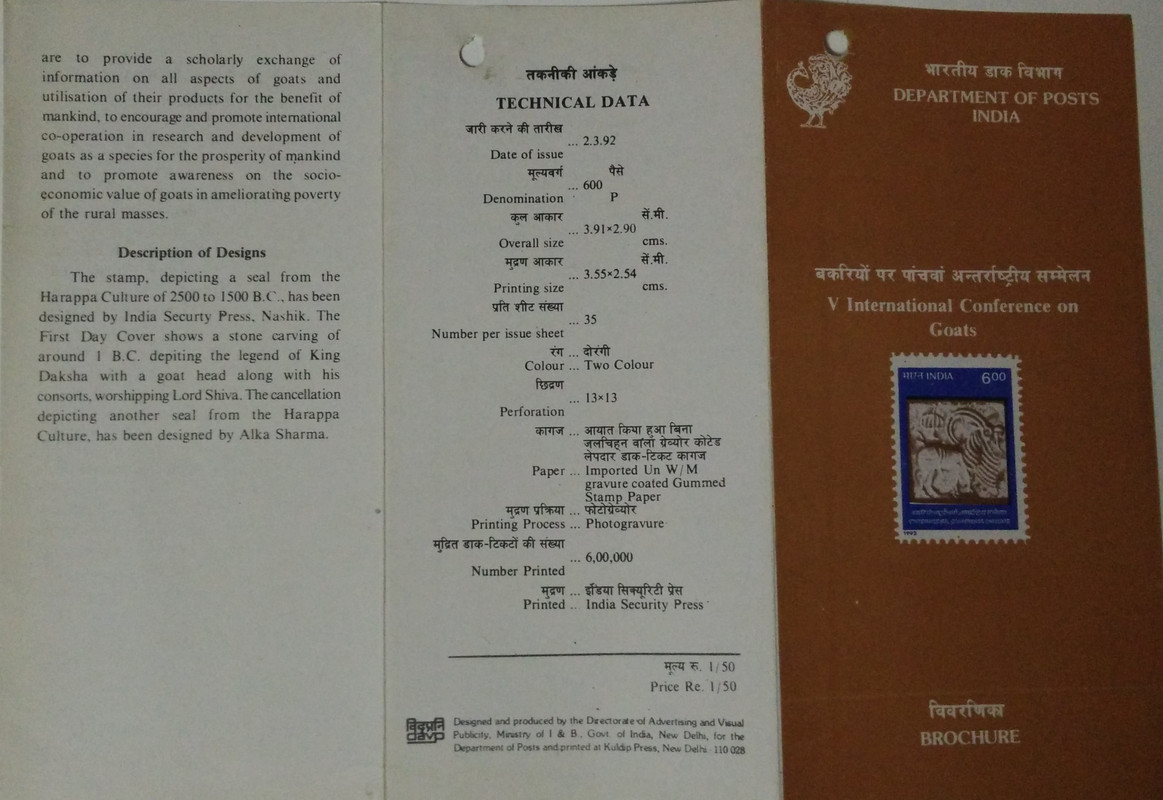 are to provide a scholarly exchange of
information on all aspects of goats and
utilisation of their products for the benefit of
mankind, to encourage and promote international
co-operation in research and development of
goats as a species for the prosperity of mankind
and to promote awareness on the socio-
economic value of goats in ameliorating poverty
of the rural masses.
Description of Designs
The stamp, depicting a seal from the
Harappa Culture of 2500 to 1500 B.C., has been
designed by India Securty Press, Nashik. The
First Day Cover shows a stone carving of
around 1 B.C. depiting the legend of King
Daksha with a goat head along with his
consorts, worshipping Lord Shiva. The cancellation
depicting another seal from the Harappa
Culture, has been designed by Alka Sharma.
तकनीकी आंकड़े
TECHNICAL DATA
जारी करने की तारीख
... 2.3.92
Date of issue
मूल्यवर्ग पैसे
... 600
Denomination P
कुल आकार सें.मी.
... 3.91×2.90
Overall size cms.
मुद्रण आकार सें.मी.
... 3.55×2.54
Printing size cms.
प्रति शीट संख्या
... 35
Number per issue sheet
रंग ... दोरंगी
Colour ... Two Colour
छिद्रण
... 13×13
Perforation
कागज ... आयात किया हुआ बिना
जलचिहन वाला ग्रेव्योर कोटेड
लेपदार डाक-टिकट कागज
Paper ... Imported Un W/M
gravure coated Gummed
Stamp Paper
मुद्रण प्रक्रिया ... फोटोग्रेव्योर
Printing Process ... Photogravure
मुद्रित डाक-टिकटों की संख्या
... 6,00,000
Number Printed
मुद्रण ... इंडिया सिक्यूरिटी प्रेस
Printed .. India Security Press
मूल्य रु. 1/50
Price Re. 1/50
विदृप्रनि
davp
Designed and produced by the Directorate of Advertising and Visual
Publicity, Ministry of I & B, Govt. of India, New Delhi, for the
Department of Posts and printed at Kuldip Press, New Delhi-110 028
भारतीय डाक विभाग
DEPARTMENT OF POSTS
INDIA
बकरियों पर पांचवां अन्तर्राष्ट्रीय सम्मेलन
V International Conference on
Goats
भारत INDIA 600
1992
विवरणिका
BROCHURE